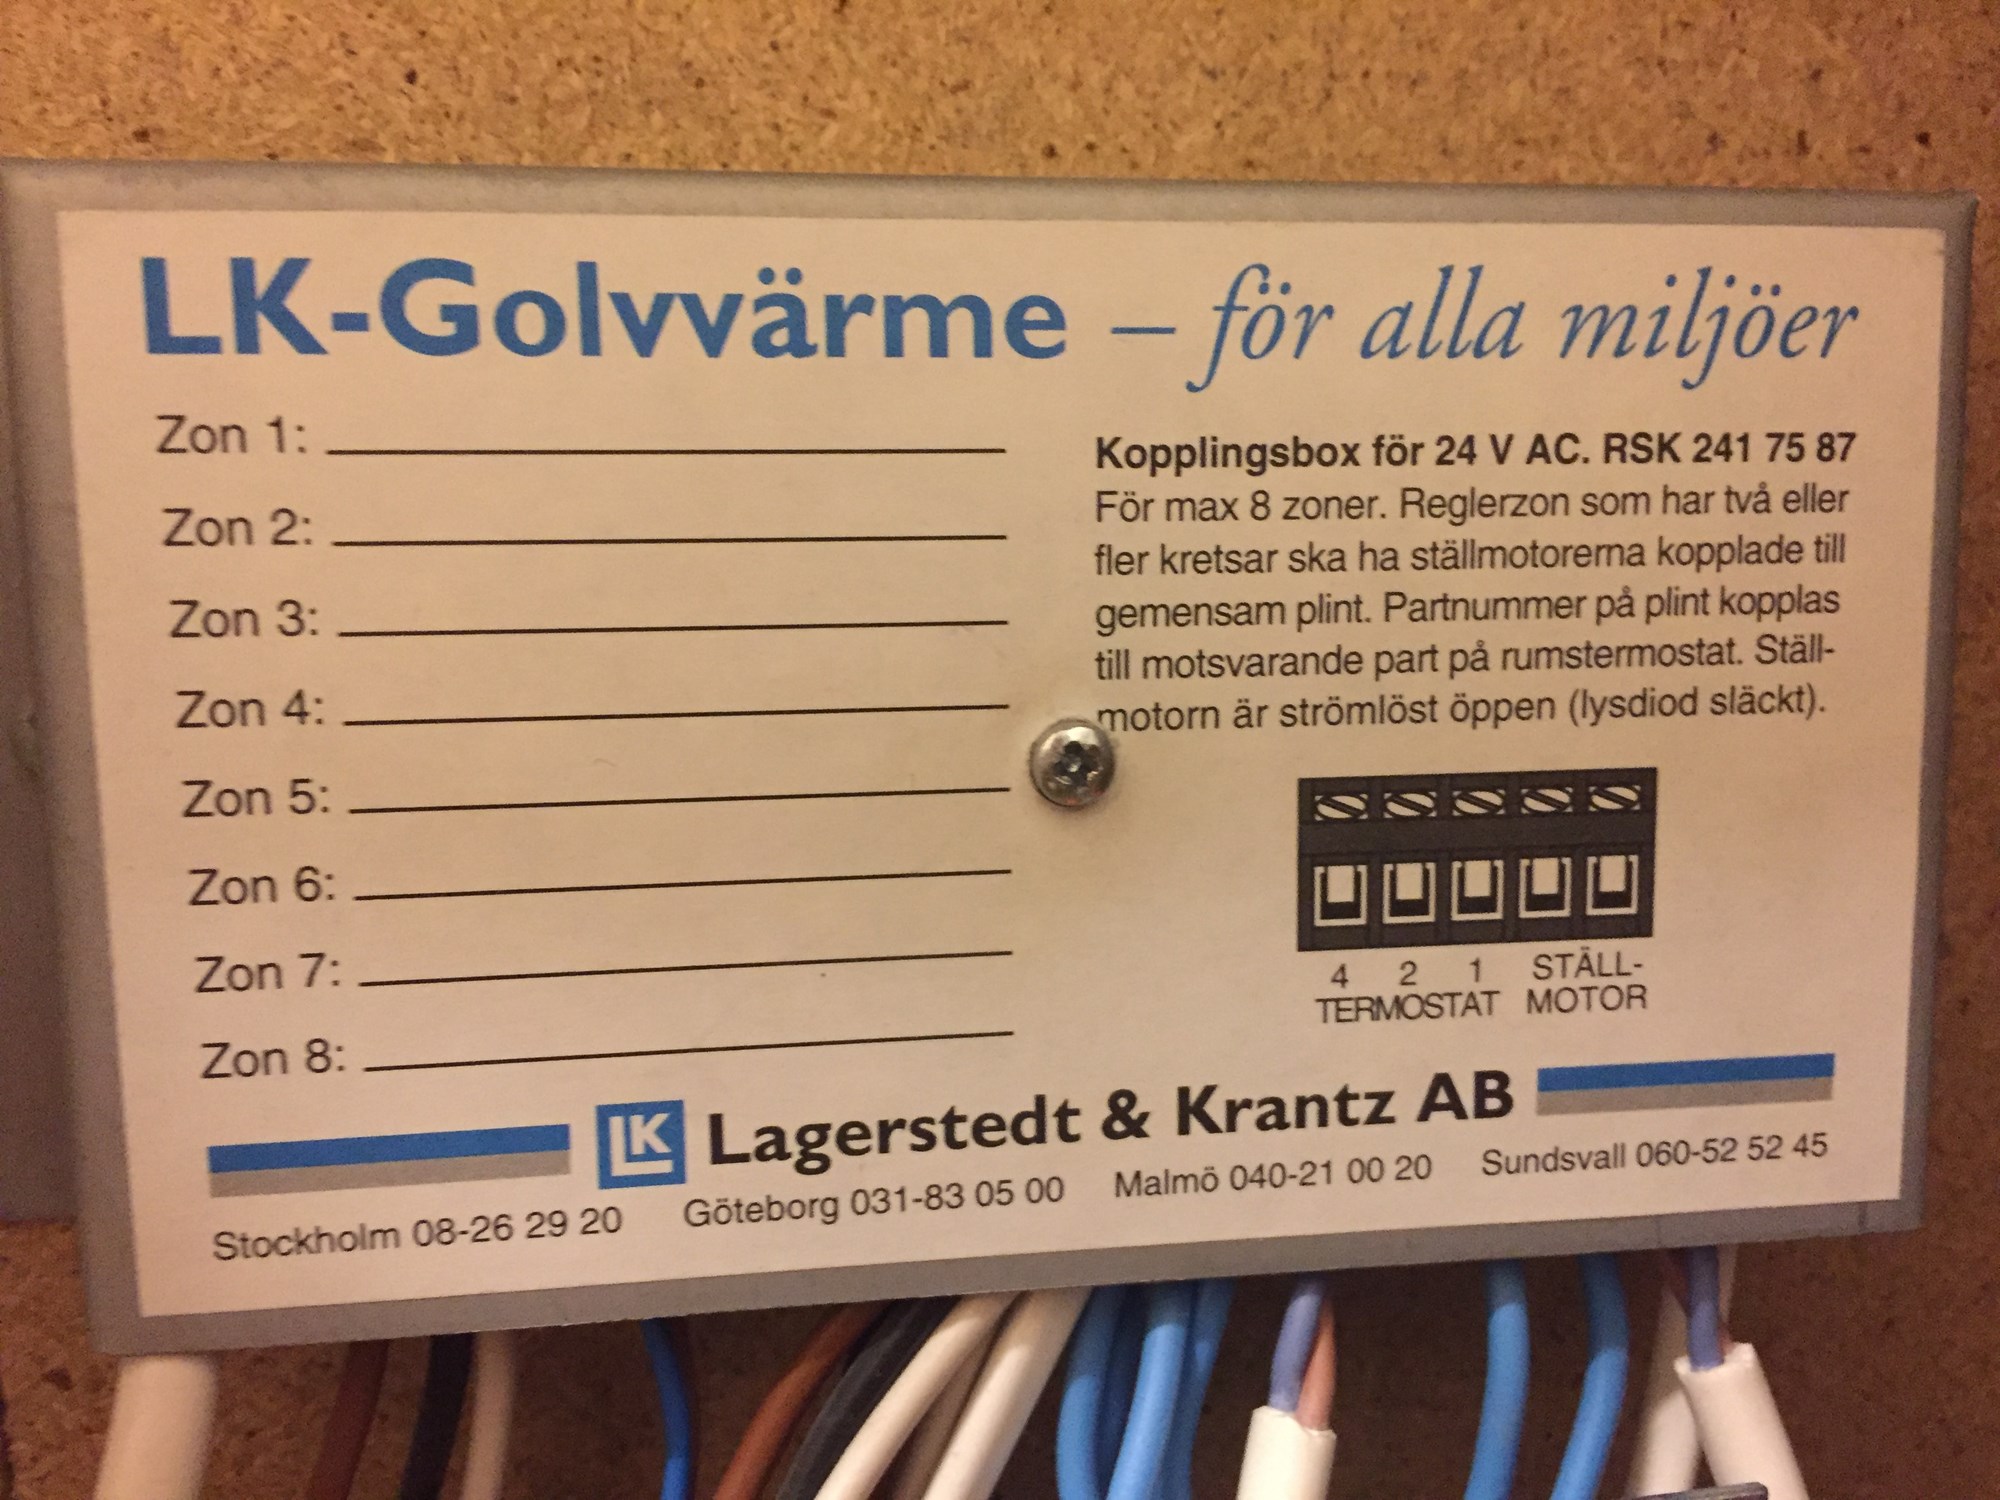 LK-Golvvärme – för alla miljöer
Zon 1:
Zon 2:
Zon 3:
Zon 4:
Zon 5:
Zon 6:
Zon 7:
Zon 8:
Kopplingsbox för 24 V AC. RSK 241 75 87
För max 8 zoner. Reglerzon som har två eller
fler kretsar ska ha ställmotorerna kopplade till
gemensam plint. Partnummer på plint kopplas
till motsvarande part på rumstermostat. Ställ-
motorn är strömlöst öppen (lysdiod släckt).
4 2 1 STÄLL-
TERMOSTAT MOTOR
LK Lagerstedt & Krantz AB
Stockholm 08-26 29 20 Göteborg 031-83 05 00 Malmö 040-21 00 20 Sundsvall 060-52 52 45